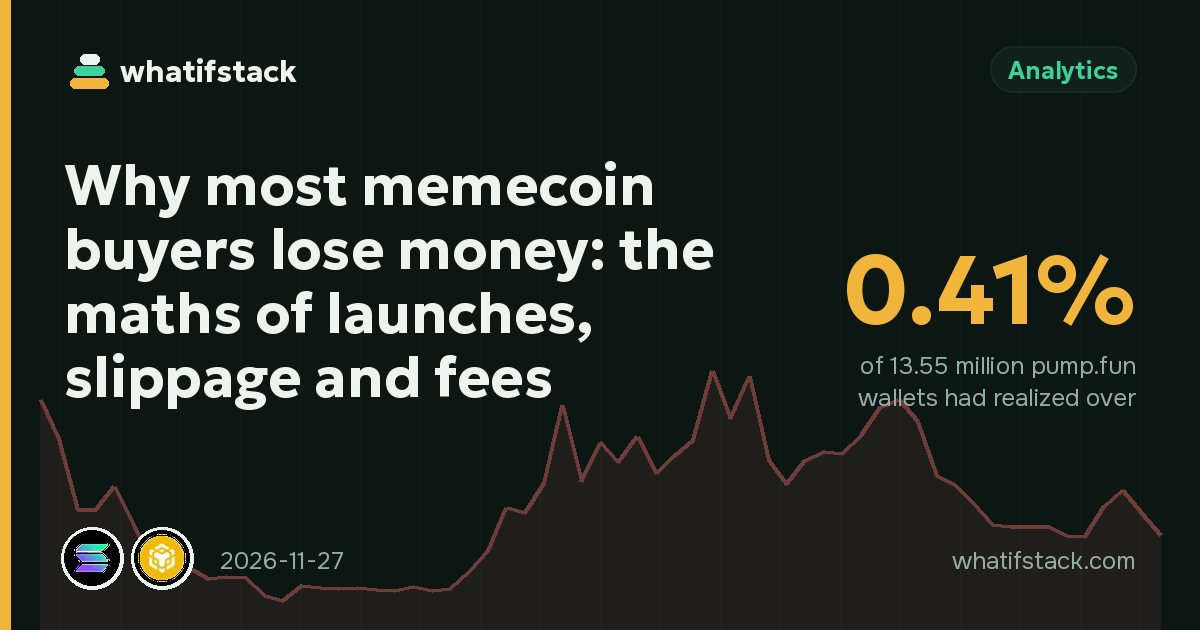 whatifstack
Analytics
Why most memecoin
buyers lose money: the
maths of launches,
slippage and fees
0.41%
of 13.55 million pump.fun
wallets had realized over
2026-11-27
whatifstack.com